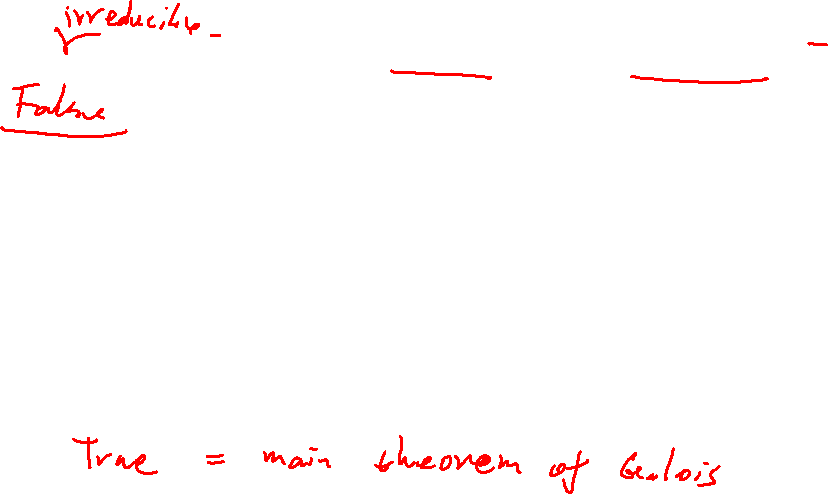 irreducible
False
True = main theorem of Galois